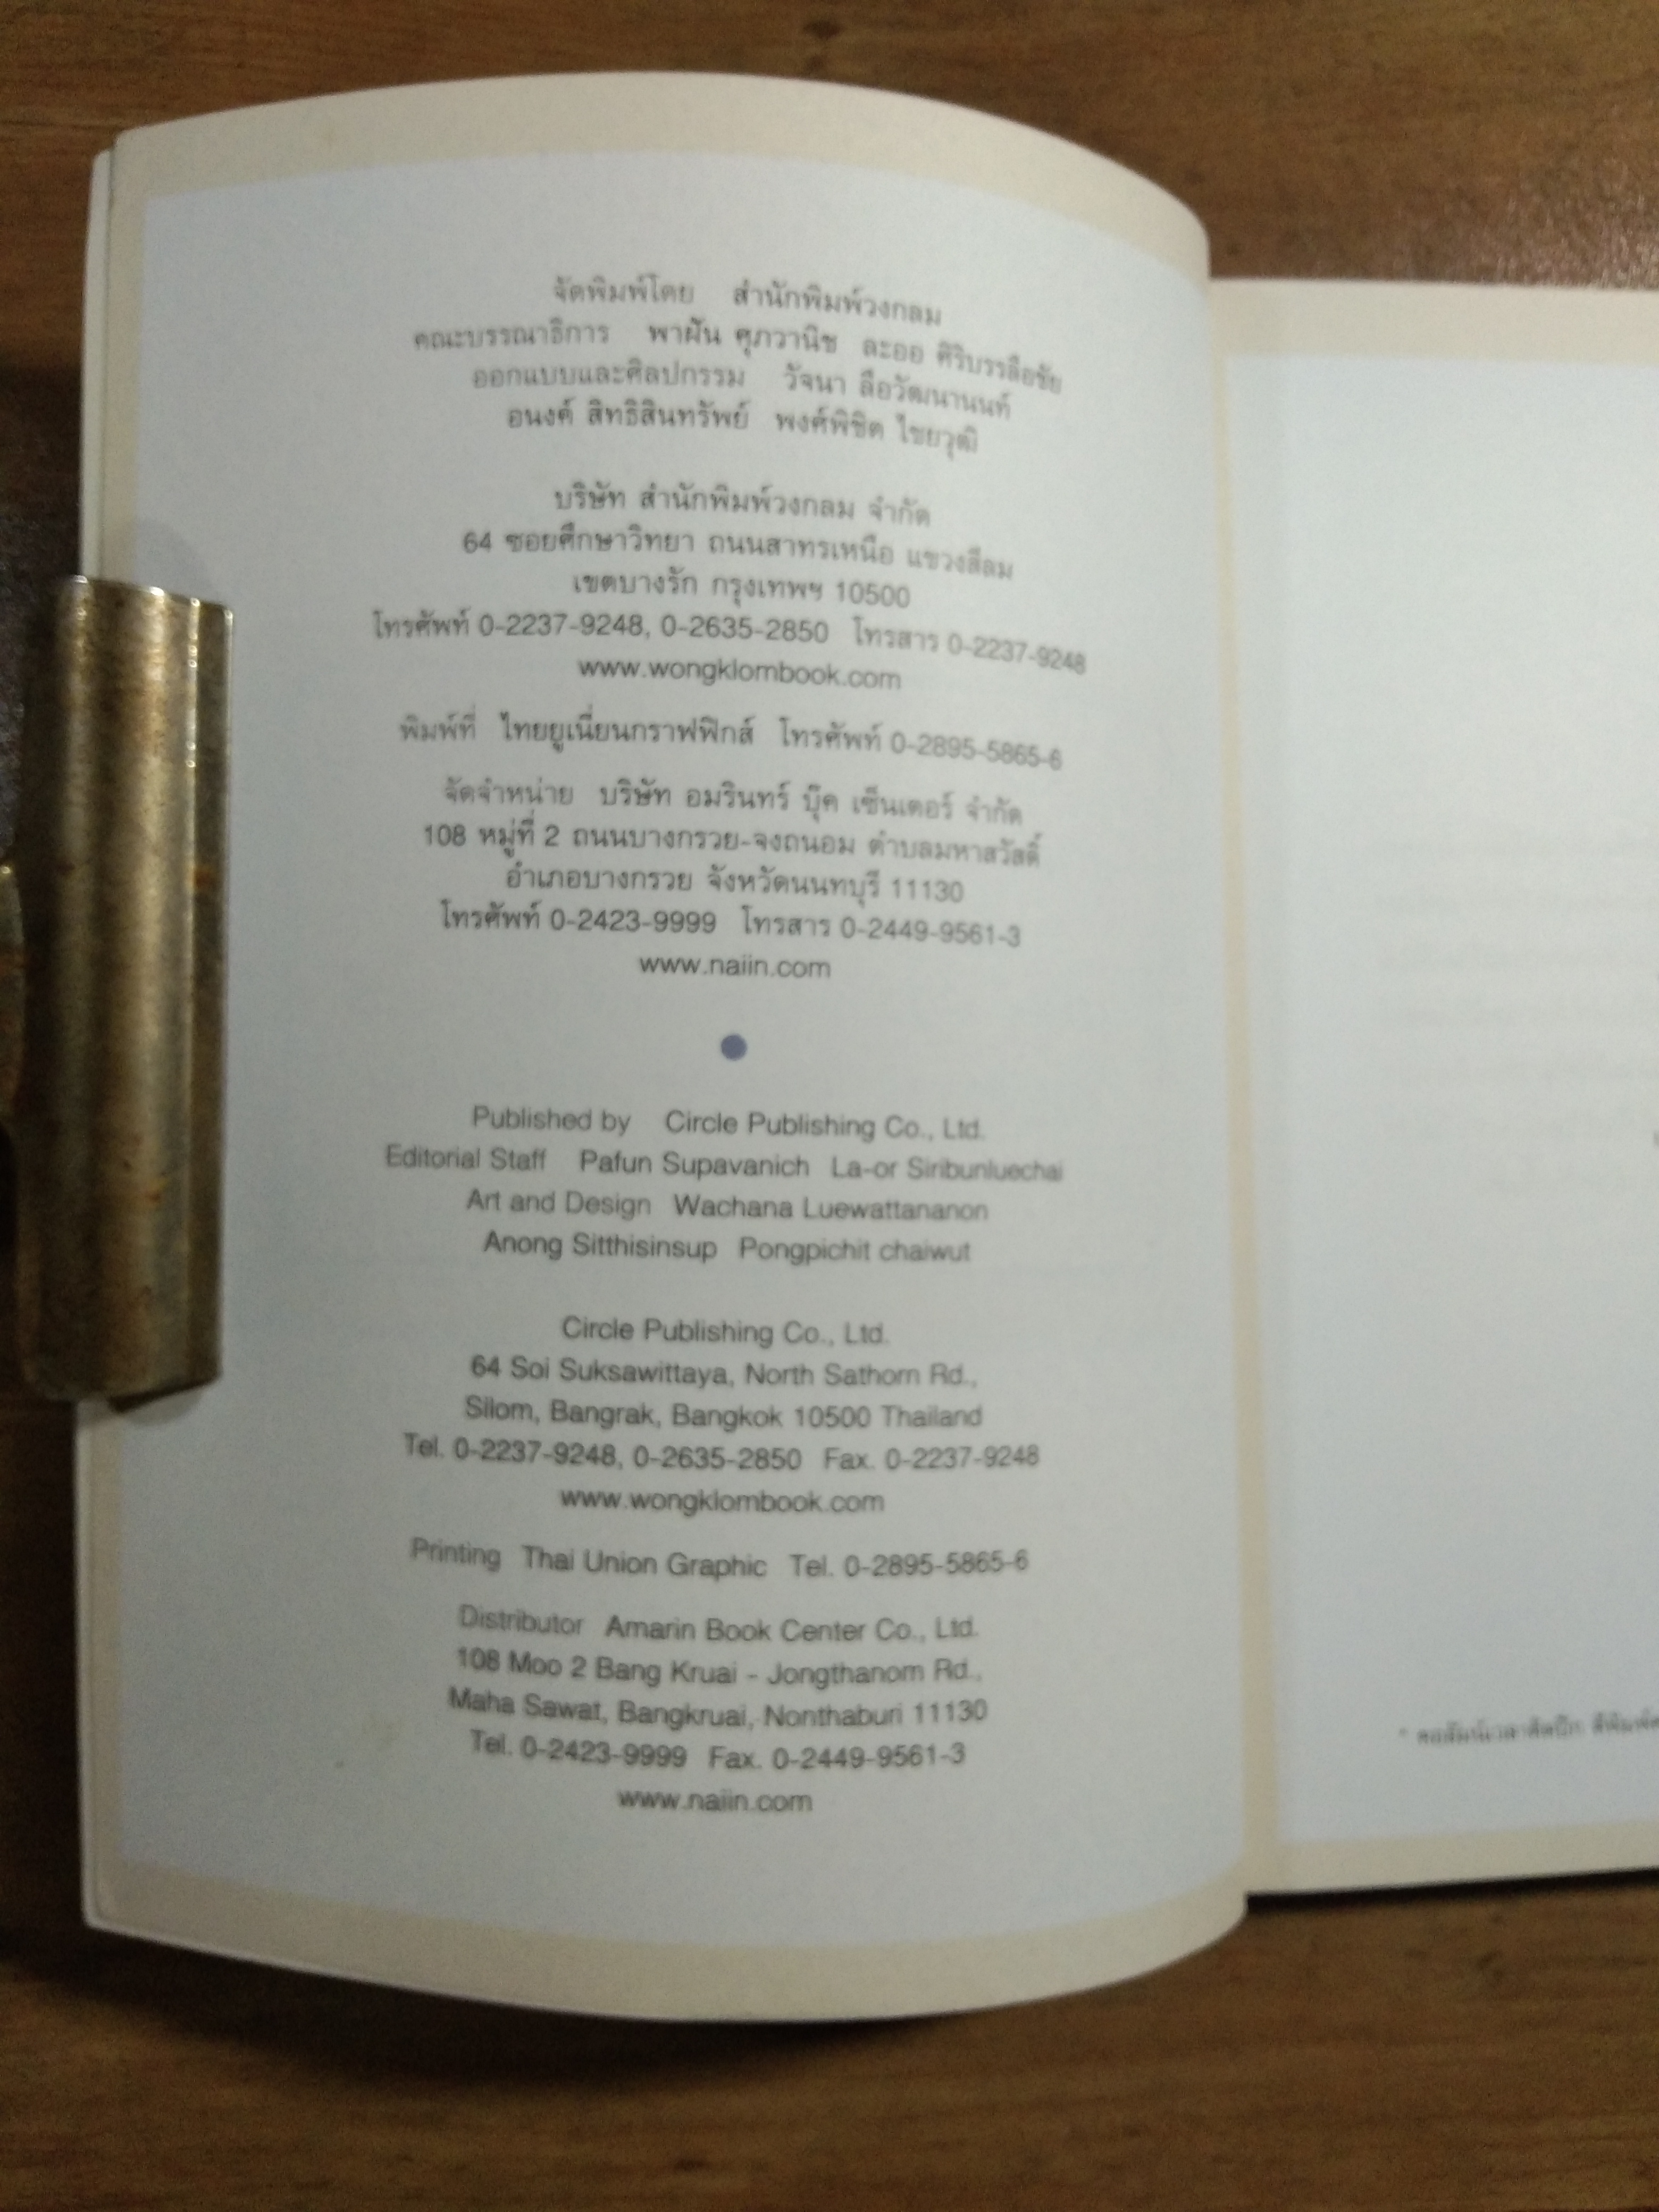 จัดพิมพ์โดย สำนักพิมพ์วงกลม
คณะบรรณาธิการ พาฝัน ศุภวานิช ละออ ศิริบรรลือชัย
ออกแบบและศิลปกรรม วัจนา ลือวัฒนานนท์
อนงค์ สิทธิสินทรัพย์ พงศ์พิชิต ไชยวุฒิ
บริษัท สำนักพิมพ์วงกลม จำกัด
64 ซอยศึกษาวิทยา ถนนสาทรเหนือ แขวงสีลม
เขตบางรัก กรุงเทพฯ 10500
โทรศัพท์ 0-2237-9248, 0-2635-2850 โทรสาร 0-2237-9248
www.wongklombook.com
พิมพ์ที่ ไทยยูเนี่ยนกราฟฟิกส์ โทรศัพท์ 0-2895-5865-6
จัดจำหน่าย บริษัท อมรินทร์ บุ๊ค เซ็นเตอร์ จำกัด
108 หมู่ที่ 2 ถนนบางกรวย-จงถนอม ตำบลมหาสวัสดิ์
อำเภอบางกรวย จังหวัดนนทบุรี 11130
โทรศัพท์ 0-2423-9999 โทรสาร 0-2449-9561-3
www.naiin.com
Published by Circle Publishing Co., Ltd.
Editorial Staff Pafun Supavanich La-or Siribunluechai
Art and Design Wachana Luewattananon
Anong Sitthisinsup Pongpichit chaiwut
Circle Publishing Co., Ltd.
64 Soi Suksawittaya, North Sathorn Rd.,
Silom, Bangrak, Bangkok 10500 Thailand
Tel. 0-2237-9248, 0-2635-2850 Fax. 0-2237-9248
www.wongklombook.com
Printing Thai Union Graphic Tel. 0-2895-5865-6
Distributor Amarin Book Center Co., Ltd.
108 Moo 2 Bang Kruai - Jongthanom Rd.,
Maha Sawat, Bangkruai, Nonthaburi 11130
Tel. 0-2423-9999 Fax. 0-2449-9561-3
www.naiin.com